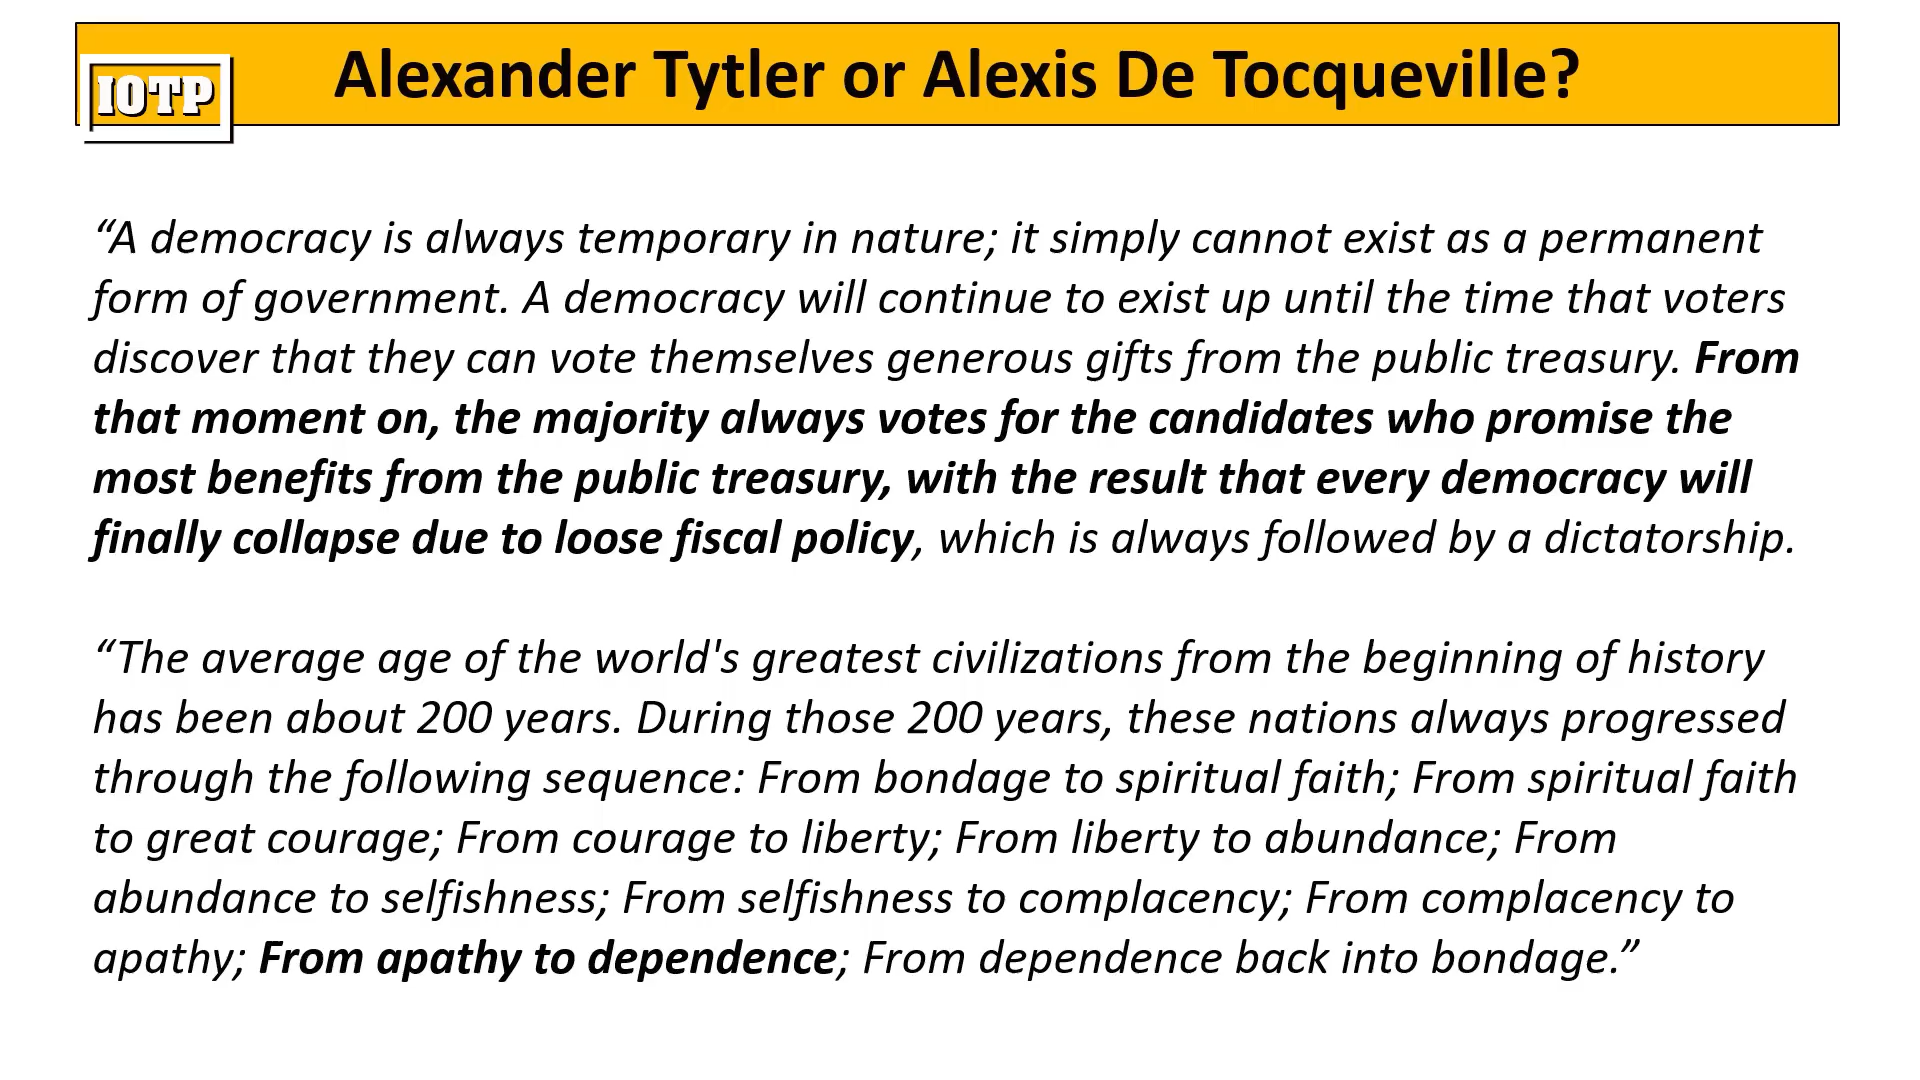 Alexander Tytler or Alexis De Tocqueville?
IOTP
“A democracy is always temporary in nature; it simply cannot exist as a permanent
form of government. A democracy will continue to exist up until the time that voters
discover that they can vote themselves generous gifts from the public treasury. From
that moment on, the majority always votes for the candidates who promise the
most benefits from the public treasury, with the result that every democracy will
finally collapse due to loose fiscal policy, which is always followed by a dictatorship.
“The average age of the world's greatest civilizations from the beginning of history
has been about 200 years. During those 200 years, these nations always progressed
through the following sequence: From bondage to spiritual faith; From spiritual faith
to great courage; From courage to liberty; From liberty to abundance; From
abundance to selfishness; From selfishness to complacency; From complacency to
apathy; From apathy to dependence; From dependence back into bondage.”